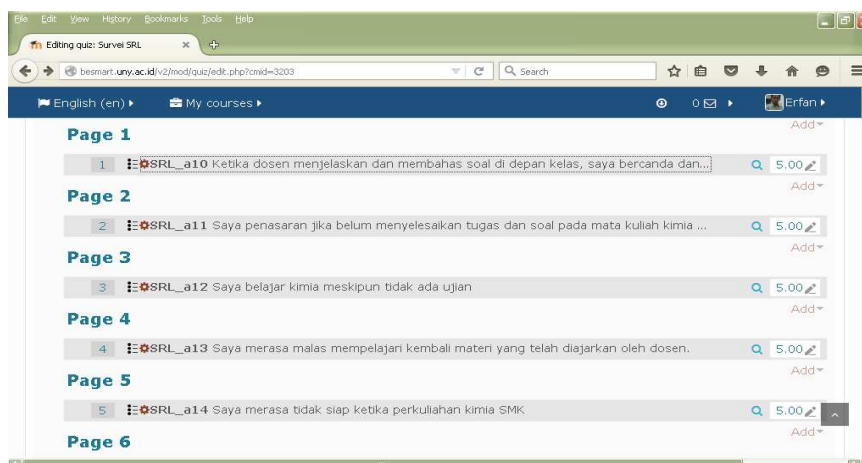 File Edit View History Bookmarks Tools Help
Editing quiz: Survei SRL
besmart.uny.ac.id/v2/mod/quiz/edit.php?cmid=3203 Search
English (en) My courses 0 Erfan
Add
Page 1
1 SRL_a10 Ketika dosen menjelaskan dan membahas soal di depan kelas, saya bercanda dan... 5.00
Add
Page 2
2 SRL_a11 Saya penasaran jika belum menyelesaikan tugas dan soal pada mata kuliah kimia ... 5.00
Add
Page 3
3 SRL_a12 Saya belajar kimia meskipun tidak ada ujian 5.00
Add
Page 4
4 SRL_a13 Saya merasa malas mempelajari kembali materi yang telah diajarkan oleh dosen. 5.00
Add
Page 5
5 SRL_a14 Saya merasa tidak siap ketika perkuliahan kimia SMK 5.00
Add
Page 6